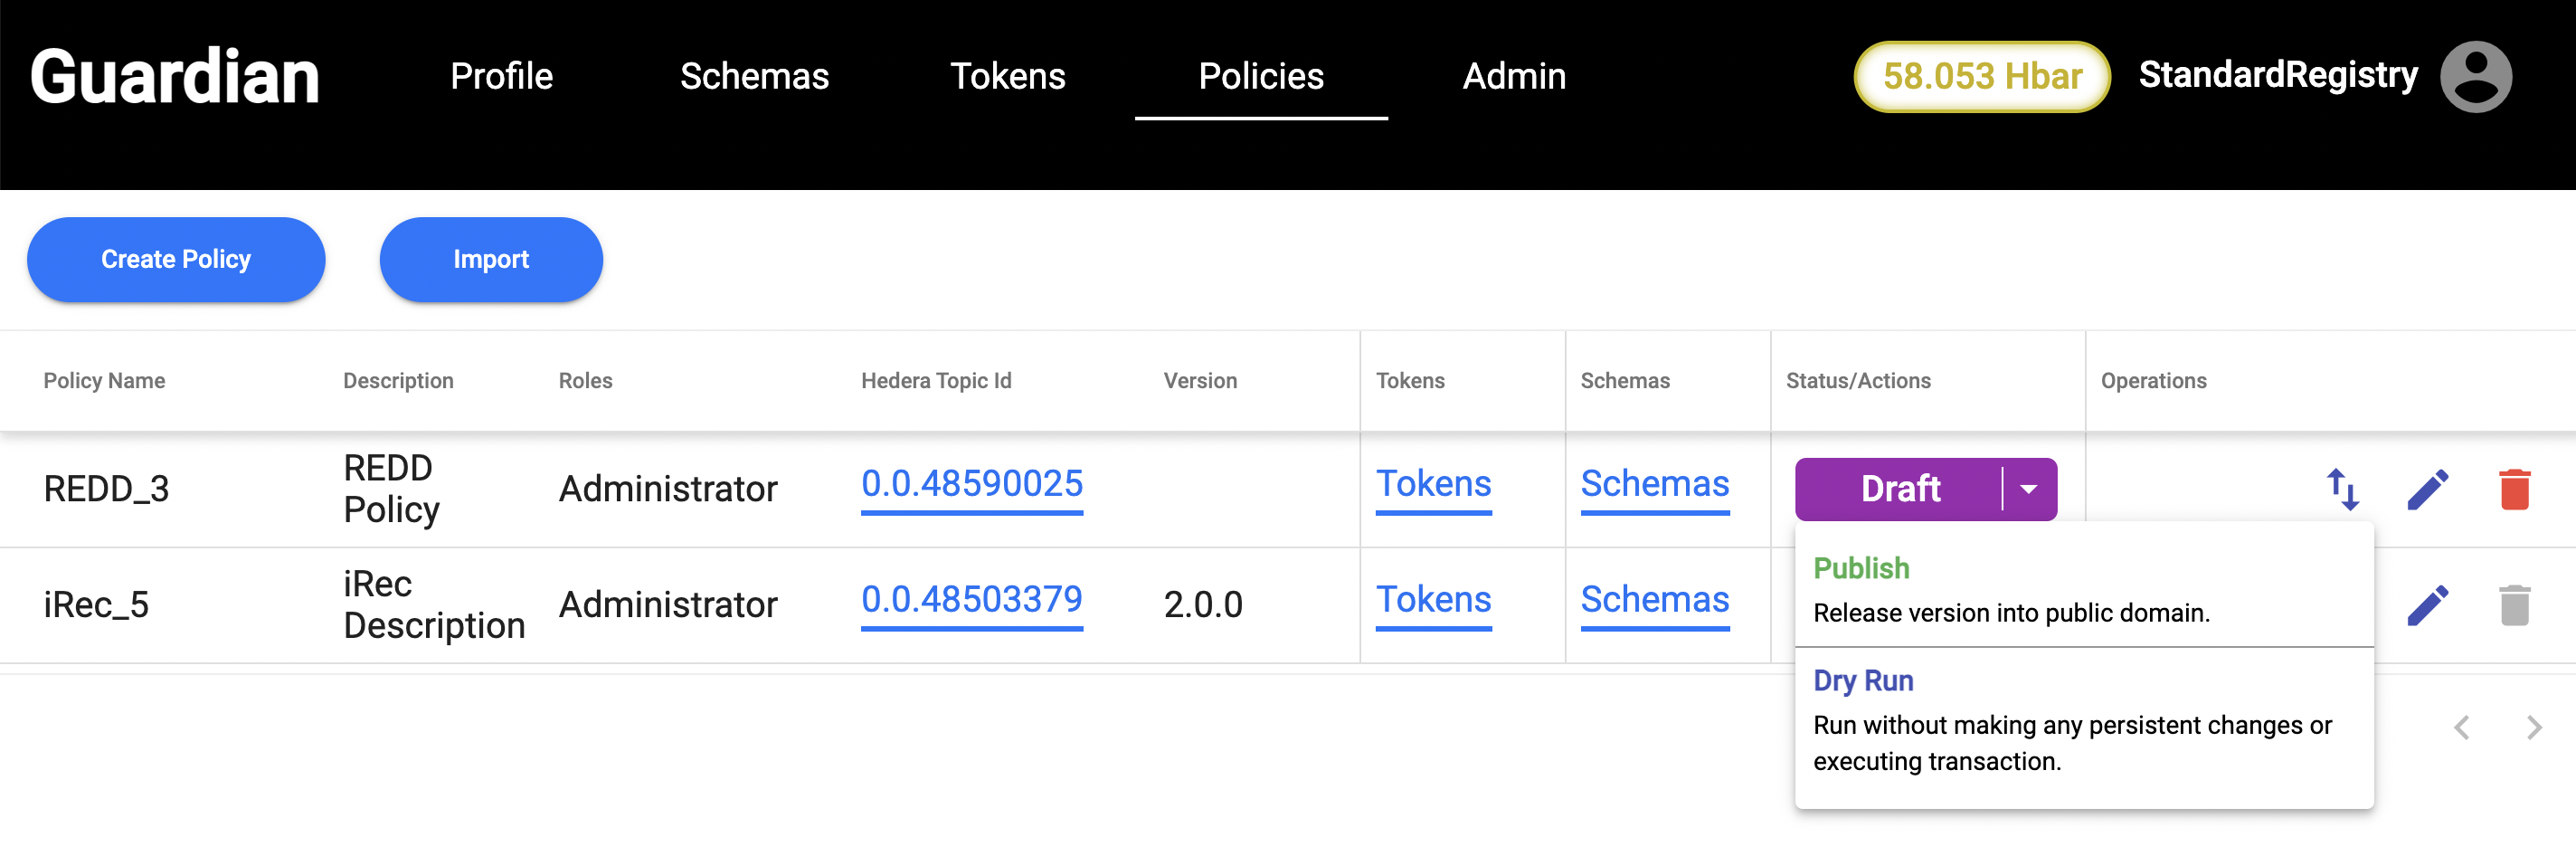 Guardian Profile Schemas Tokens Policies Admin 58.053 Hbar StandardRegistry
Create Policy Import
Policy Name Description Roles Hedera Topic Id Version Tokens Schemas Status/Actions Operations
REDD_3 REDD Policy Administrator 0.0.48590025 Tokens Schemas Draft
iRec_5 iRec Description Administrator 0.0.48503379 2.0.0 Tokens Schemas
Publish
Release version into public domain.
Dry Run
Run without making any persistent changes or
executing transaction.